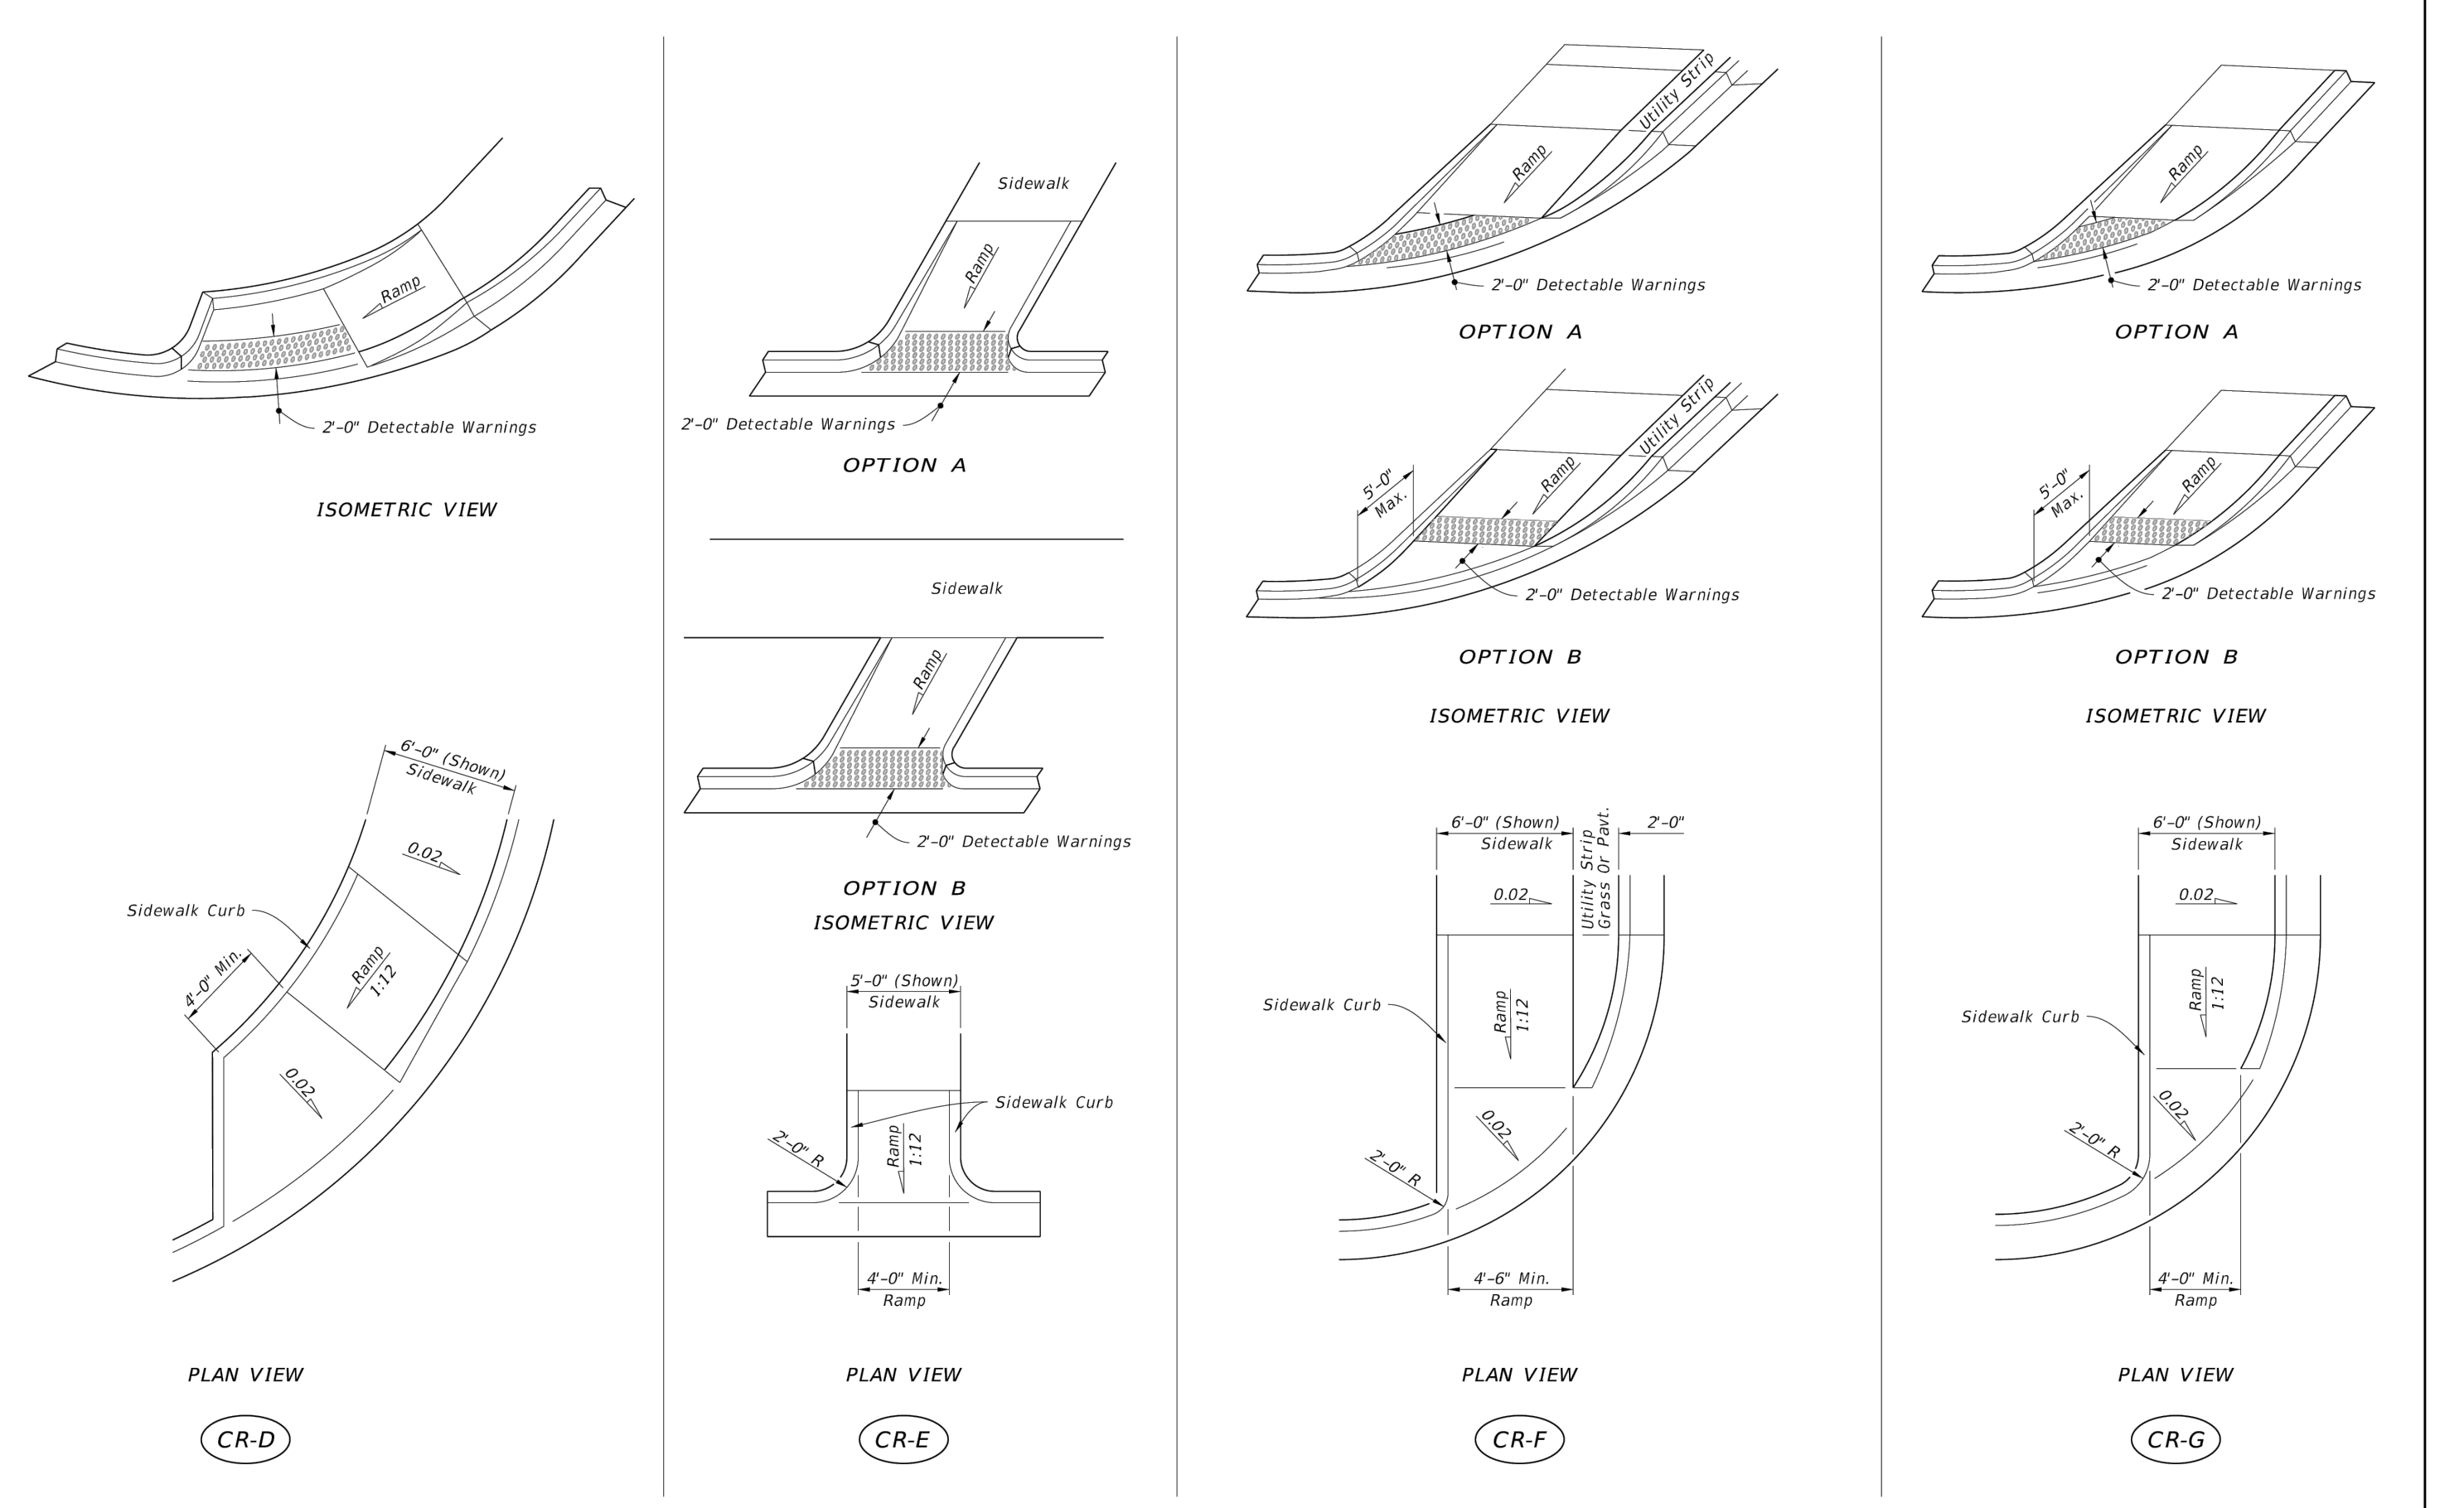 Ramp
2'-0" Detectable Warnings
ISOMETRIC VIEW
6'-0" (Shown)
Sidewalk
0.02
Sidewalk Curb
4'-0" Min.
Ramp
1:12
0.02
PLAN VIEW
CR-D
Sidewalk
Ramp
2'-0" Detectable Warnings
OPTION A
Sidewalk
Ramp
2'-0" Detectable Warnings
OPTION B
ISOMETRIC VIEW
5'-0" (Shown)
Sidewalk
Sidewalk Curb
2'-0" R
Ramp
1:12
4'-0" Min.
Ramp
PLAN VIEW
CR-E
Utility Strip
Ramp
2'-0" Detectable Warnings
OPTION A
Utility Strip
5'-0"
Max.
Ramp
2'-0" Detectable Warnings
OPTION B
ISOMETRIC VIEW
6'-0" (Shown)
Sidewalk
Utility Strip
Grass Or Pavt.
2'-0"
0.02
Sidewalk Curb
Ramp
1:12
0.02
2'-0" R
4'-6" Min.
Ramp
PLAN VIEW
CR-F
Ramp
2'-0" Detectable Warnings
OPTION A
5'-0"
Max.
Ramp
2'-0" Detectable Warnings
OPTION B
ISOMETRIC VIEW
6'-0" (Shown)
Sidewalk
0.02
Sidewalk Curb
Ramp
1:12
0.02
2'-0" R
4'-0" Min.
Ramp
PLAN VIEW
CR-G